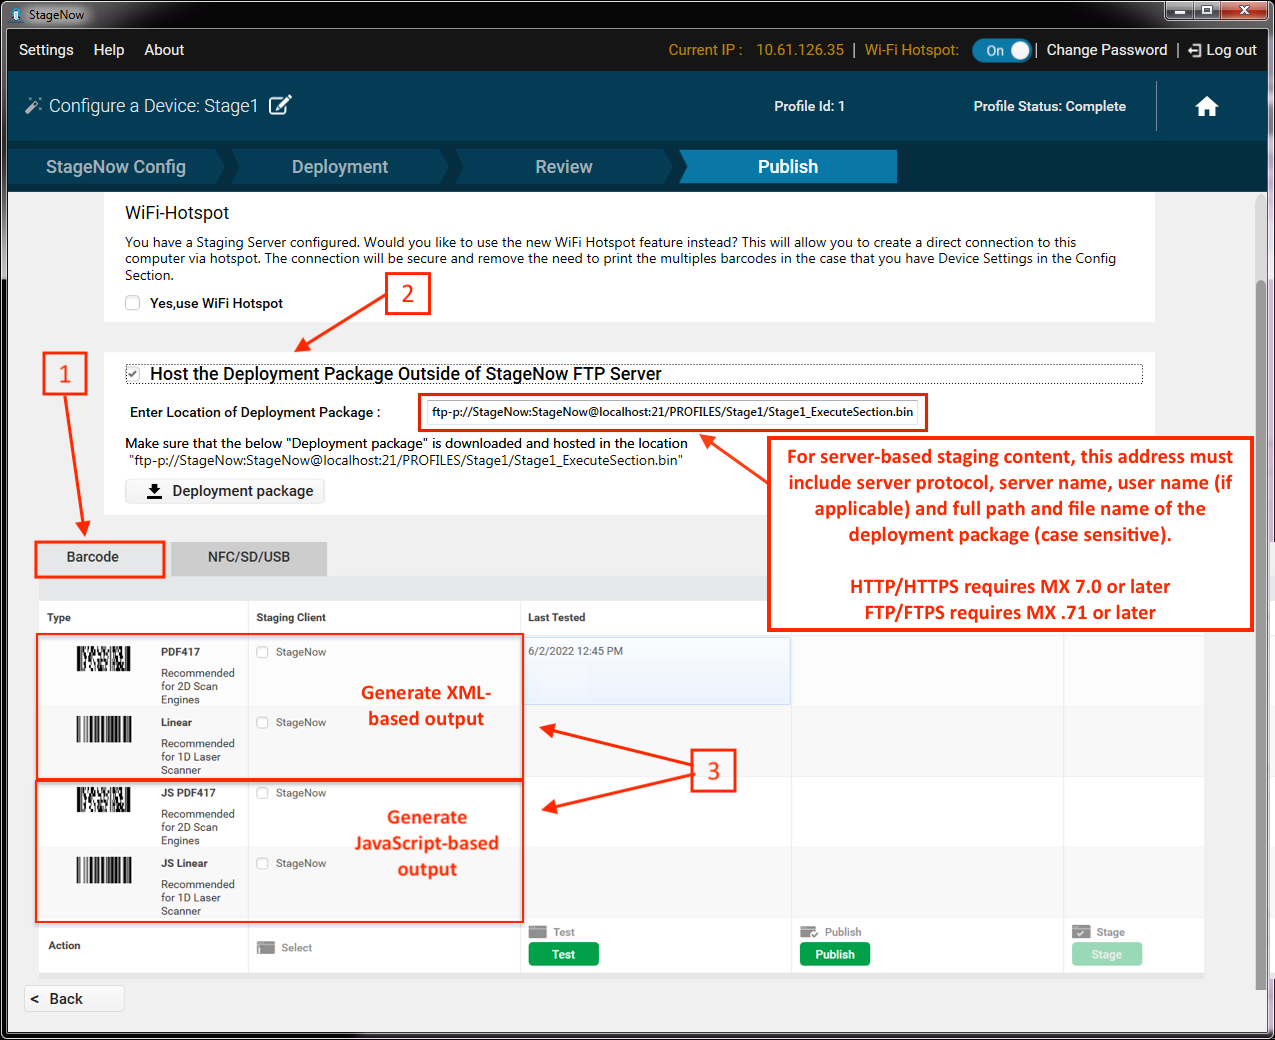 StageNow
Settings Help About Current IP : 10.61.126.35 | Wi-Fi Hotspot: On | Change Password | Log out
Configure a Device: Stage1 Profile Id: 1 Profile Status: Complete
StageNow Config Deployment Review Publish
WiFi-Hotspot
You have a Staging Server configured. Would you like to use the new WiFi Hotspot feature instead? This will allow you to create a direct connection to this
computer via hotspot. The connection will be secure and remove the need to print the multiples barcodes in the case that you have Device Settings in the Config
Section.
Yes,use WiFi Hotspot
2
1
Host the Deployment Package Outside of StageNow FTP Server
Enter Location of Deployment Package : ftp-p://StageNow:StageNow@localhost:21/PROFILES/Stage1/Stage1_ExecuteSection.bin
Make sure that the below "Deployment package" is downloaded and hosted in the location
"ftp-p://StageNow:StageNow@localhost:21/PROFILES/Stage1/Stage1_ExecuteSection.bin"
Deployment package
For server-based staging content, this address must
include server protocol, server name, user name (if
applicable) and full path and file name of the
deployment package (case sensitive).
HTTP/HTTPS requires MX 7.0 or later
FTP/FTPS requires MX .71 or later
Barcode NFC/SD/USB
Type Staging Client Last Tested
PDF417 StageNow 6/2/2022 12:45 PM
Recommended
for 2D Scan
Engines
Generate XML-
based output
Linear StageNow
Recommended
for 1D Laser
Scanner
3
JS PDF417 StageNow
Recommended
for 2D Scan
Engines
Generate
JavaScript-based
output
JS Linear StageNow
Recommended
for 1D Laser
Scanner
Action Select Test Publish Stage
Test Publish Stage
< Back